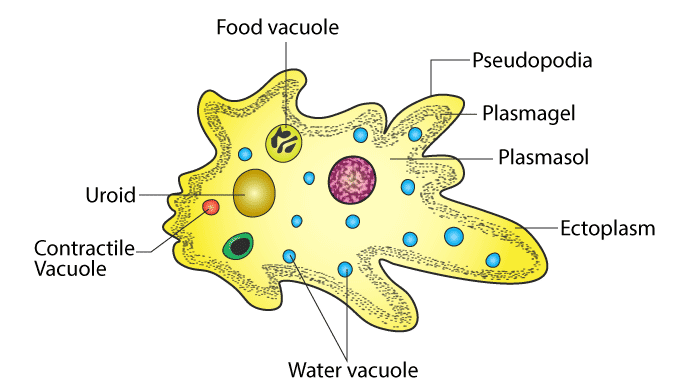 Food vacuole
Pseudopodia
Plasmagel
Plasmasol
Uroid
Ectoplasm
Contractile
Vacuole
Water vacuole